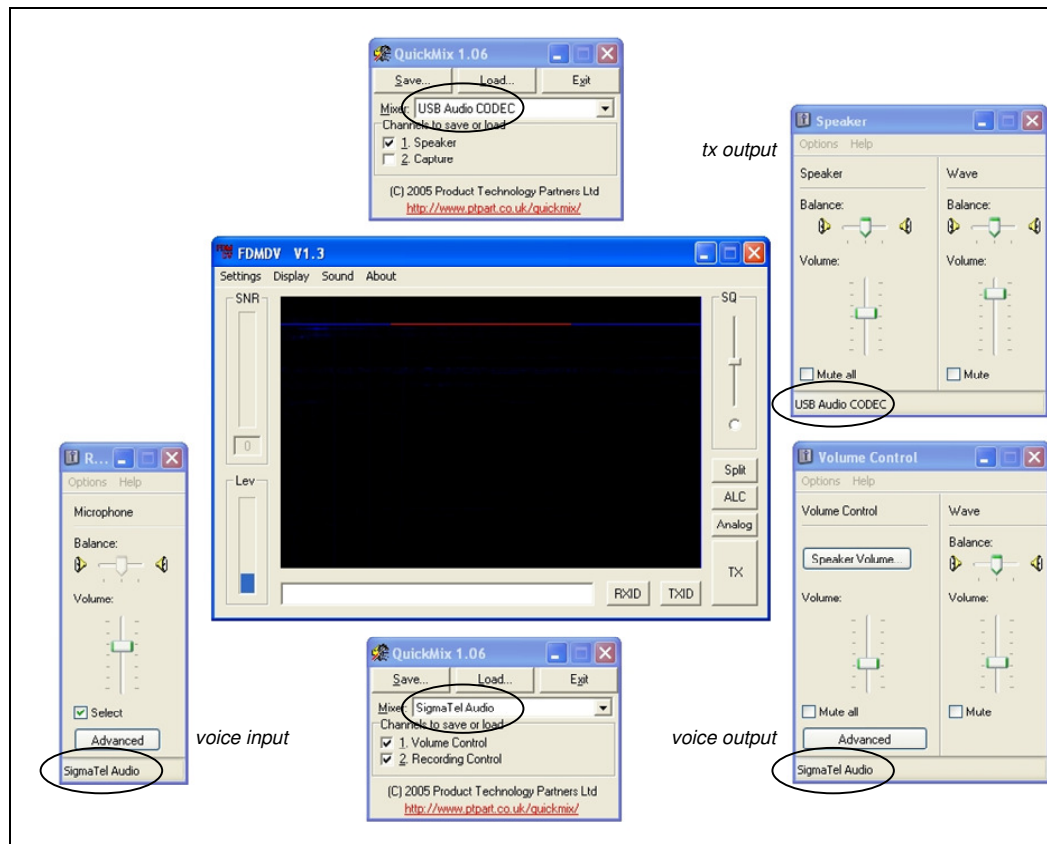 QuickMix 1.06
Save... Load... Exit
Mixer: USB Audio CODEC
Channels to save or load
1. Speaker
2. Capture
(C) 2005 Product Technology Partners Ltd
http://www.ptpart.co.uk/quickmix/
tx output
Speaker
Options Help
Speaker Wave
Balance: Balance:
Volume: Volume:
Mute all Mute
USB Audio CODEC
FDMDV V1.3
Settings Display Sound About
SNR
0
Lev
SQ
Split
ALC
Analog
TX
RXID TXID
R...
Options Help
Microphone
Balance:
Volume:
Select
Advanced
SigmaTel Audio
voice input
QuickMix 1.06
Save... Load... Exit
Mixer: SigmaTel Audio
Channels to save or load
1. Volume Control
2. Recording Control
(C) 2005 Product Technology Partners Ltd
http://www.ptpart.co.uk/quickmix/
voice output
Volume Control
Options Help
Volume Control Wave
Balance:
Speaker Volume...
Volume: Volume:
Mute all Mute
Advanced
SigmaTel Audio